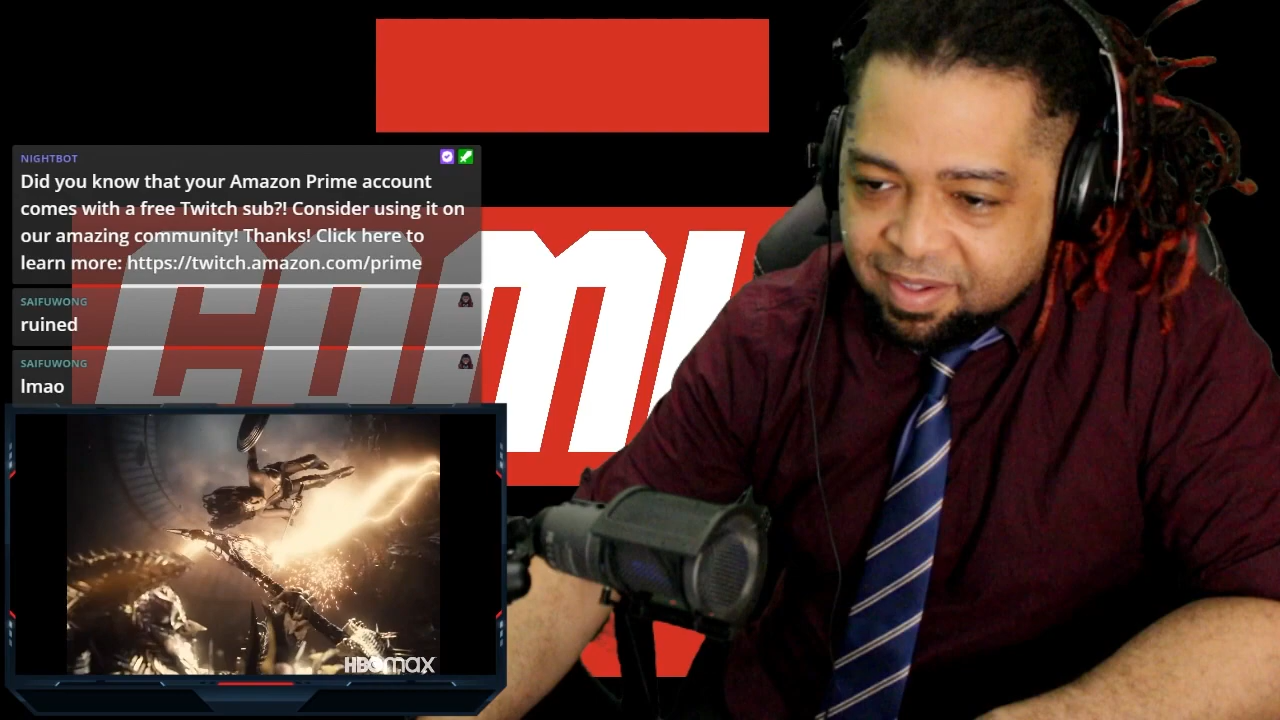 NIGHTBOT
Did you know that your Amazon Prime account
comes with a free Twitch sub?! Consider using it on
our amazing community! Thanks! Click here to
learn more: https://twitch.amazon.com/prime
SAIFUWONG
ruined
SAIFUWONG
lmao
COMI
HBOMAX